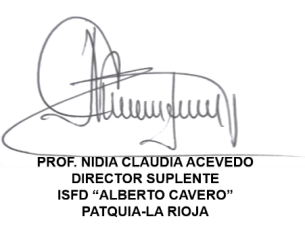 PROF. NIDIA CLAUDIA ACEVEDO
DIRECTOR SUPLENTE
ISFD “ALBERTO CAVERO”
PATQUIA-LA RIOJA